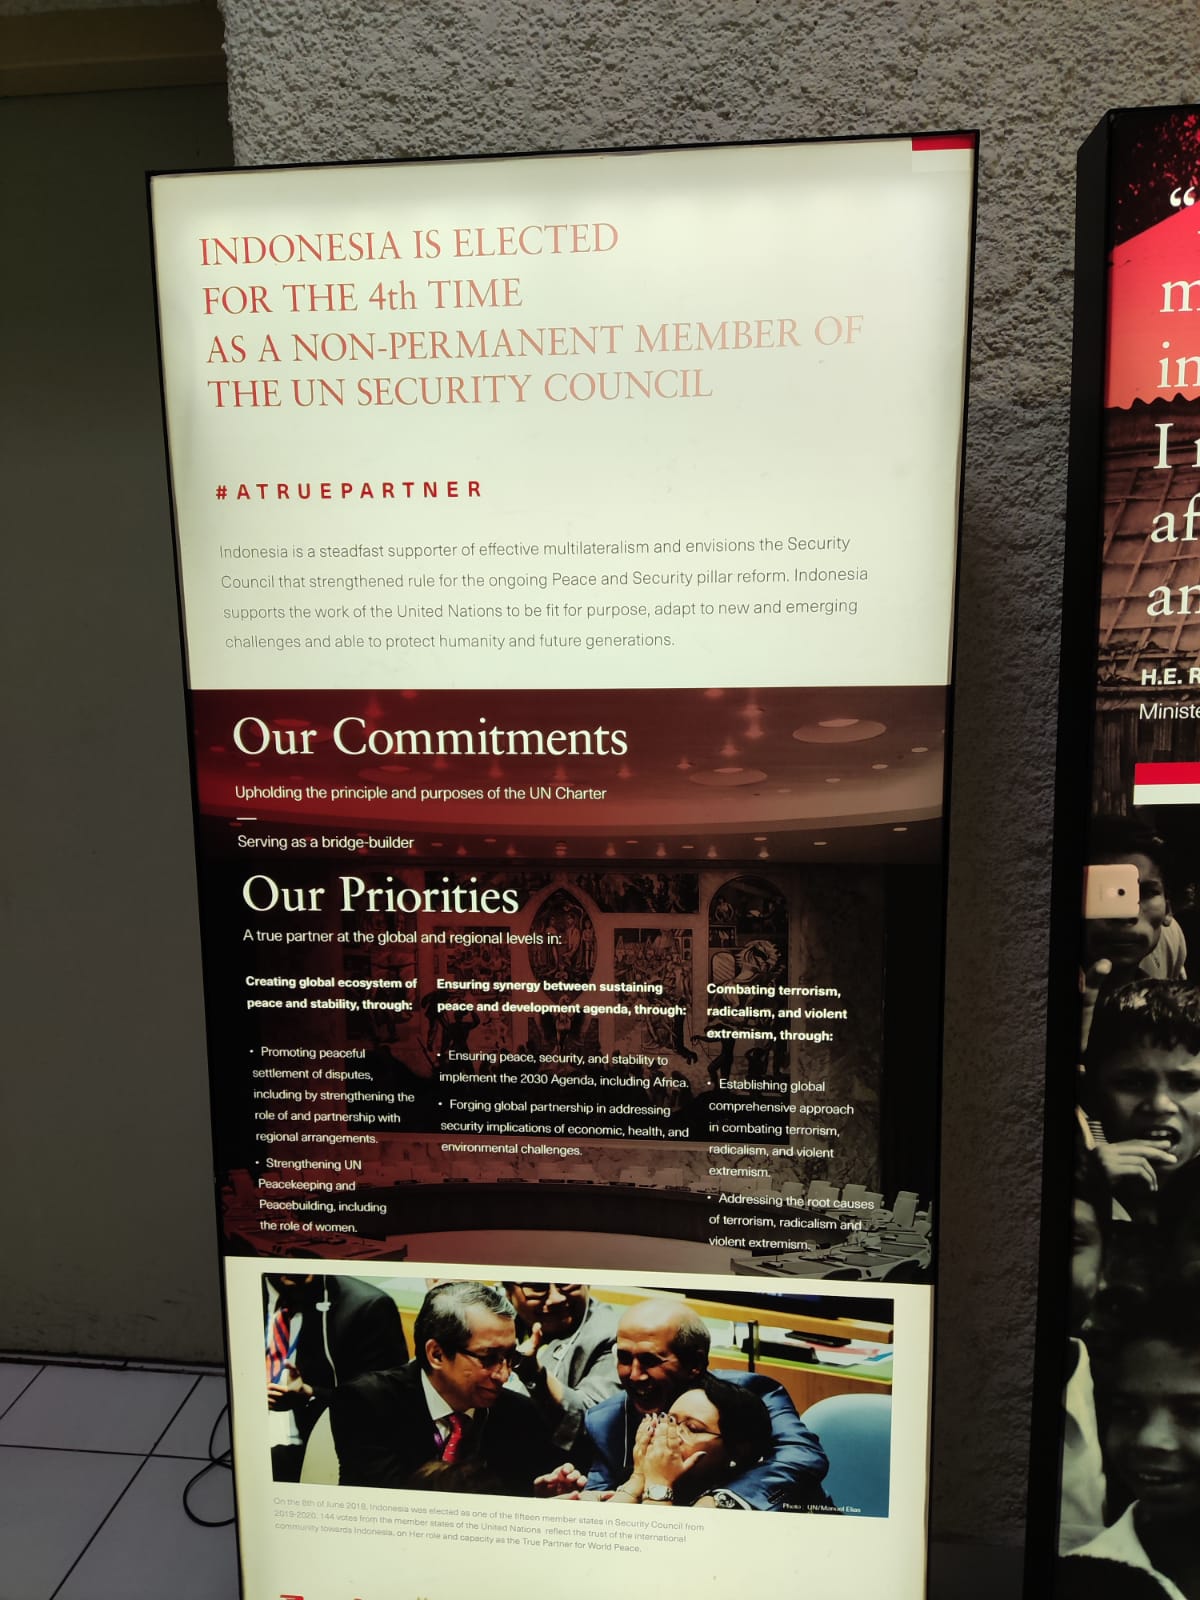 INDONESIA IS ELECTED
FOR THE 4th TIME
AS A NON-PERMANENT MEMBER OF
THE UN SECURITY COUNCIL
#ATRUEPARTNER
Indonesia is a steadfast supporter of effective multilateralism and envisions the Security
Council that strengthened rule for the ongoing Peace and Security pillar reform. Indonesia
supports the work of the United Nations to be fit for purpose, adapt to new and emerging
challenges and able to protect humanity and future generations.
Our Commitments
Upholding the principle and purposes of the UN Charter
Serving as a bridge-builder
Our Priorities
A true partner at the global and regional levels in:
Creating global ecosystem of
peace and stability, through:
• Promoting peaceful
settlement of disputes,
including by strengthening the
role of and partnership with
regional arrangements.
• Strengthening UN
Peacekeeping and
Peacebuilding, including
the role of women.
Ensuring synergy between sustaining
peace and development agenda, through:
• Ensuring peace, security, and stability to
implement the 2030 Agenda, including Africa.
• Forging global partnership in addressing
security implications of economic, health, and
environmental challenges.
Combating terrorism,
radicalism, and violent
extremism, through:
• Establishing global
comprehensive approach
in combating terrorism,
radicalism, and violent
extremism.
• Addressing the root causes
of terrorism, radicalism and
violent extremism.
Photo : UN/Manuel Elias
On the 8th of June 2018, Indonesia was elected as one of the fifteen member states in Security Council from
2019-2020. 144 votes from the member states of the United Nations reflect the trust of the international
community towards Indonesia, on Her role and capacity as the True Partner for World Peace.
“
m
in
I
af
an
H.E. R
Ministe